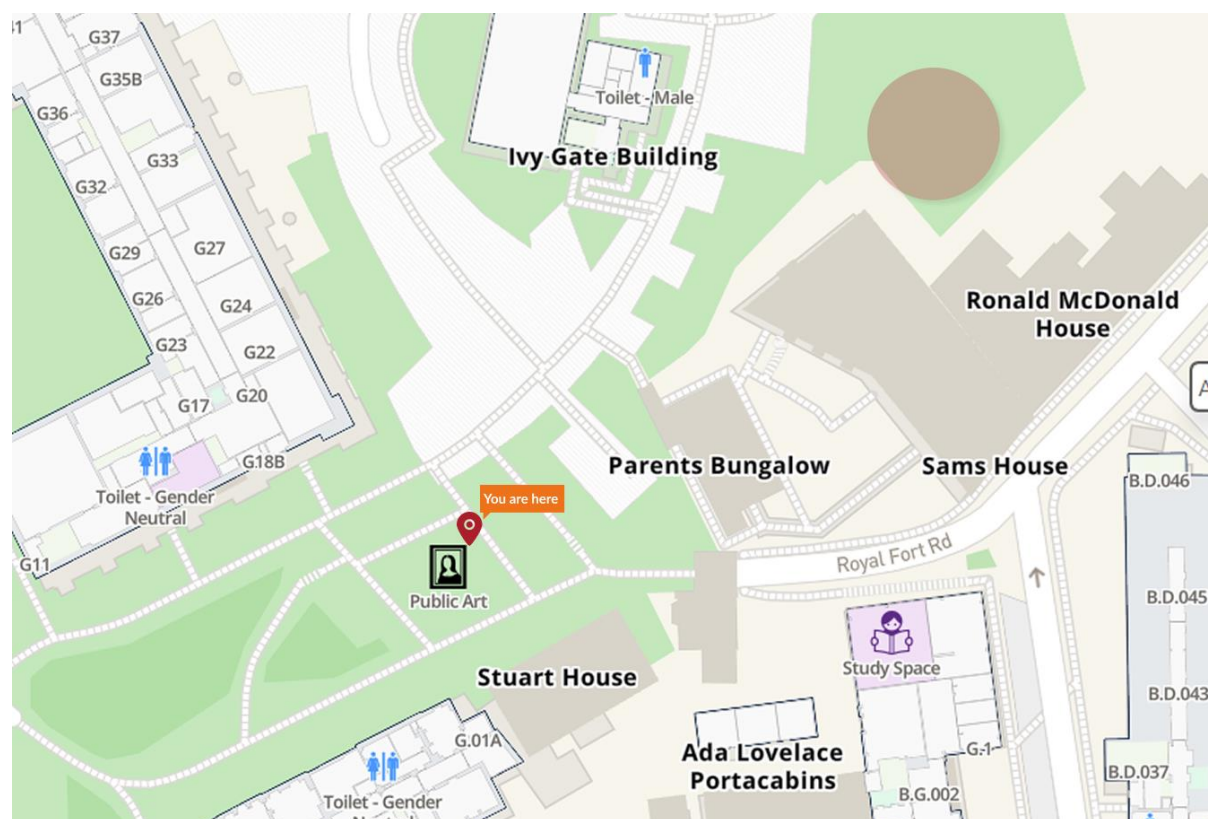 G37
G35B
G36
G33
G32
G27
G29
G26
G24
G23
G22
G20
G17
G18B
G11
Toilet - Gender
Neutral
Toilet - Male
Ivy Gate Building
Ronald McDonald
House
Parents Bungalow
Sams House
You are here
Public Art
Royal Fort Rd
Stuart House
Study Space
Ada Lovelace
Portacabins
G.01A
Toilet - Gender
G.-1
B.G.002
B.D.046
B.D.045
B.D.043
B.D.037